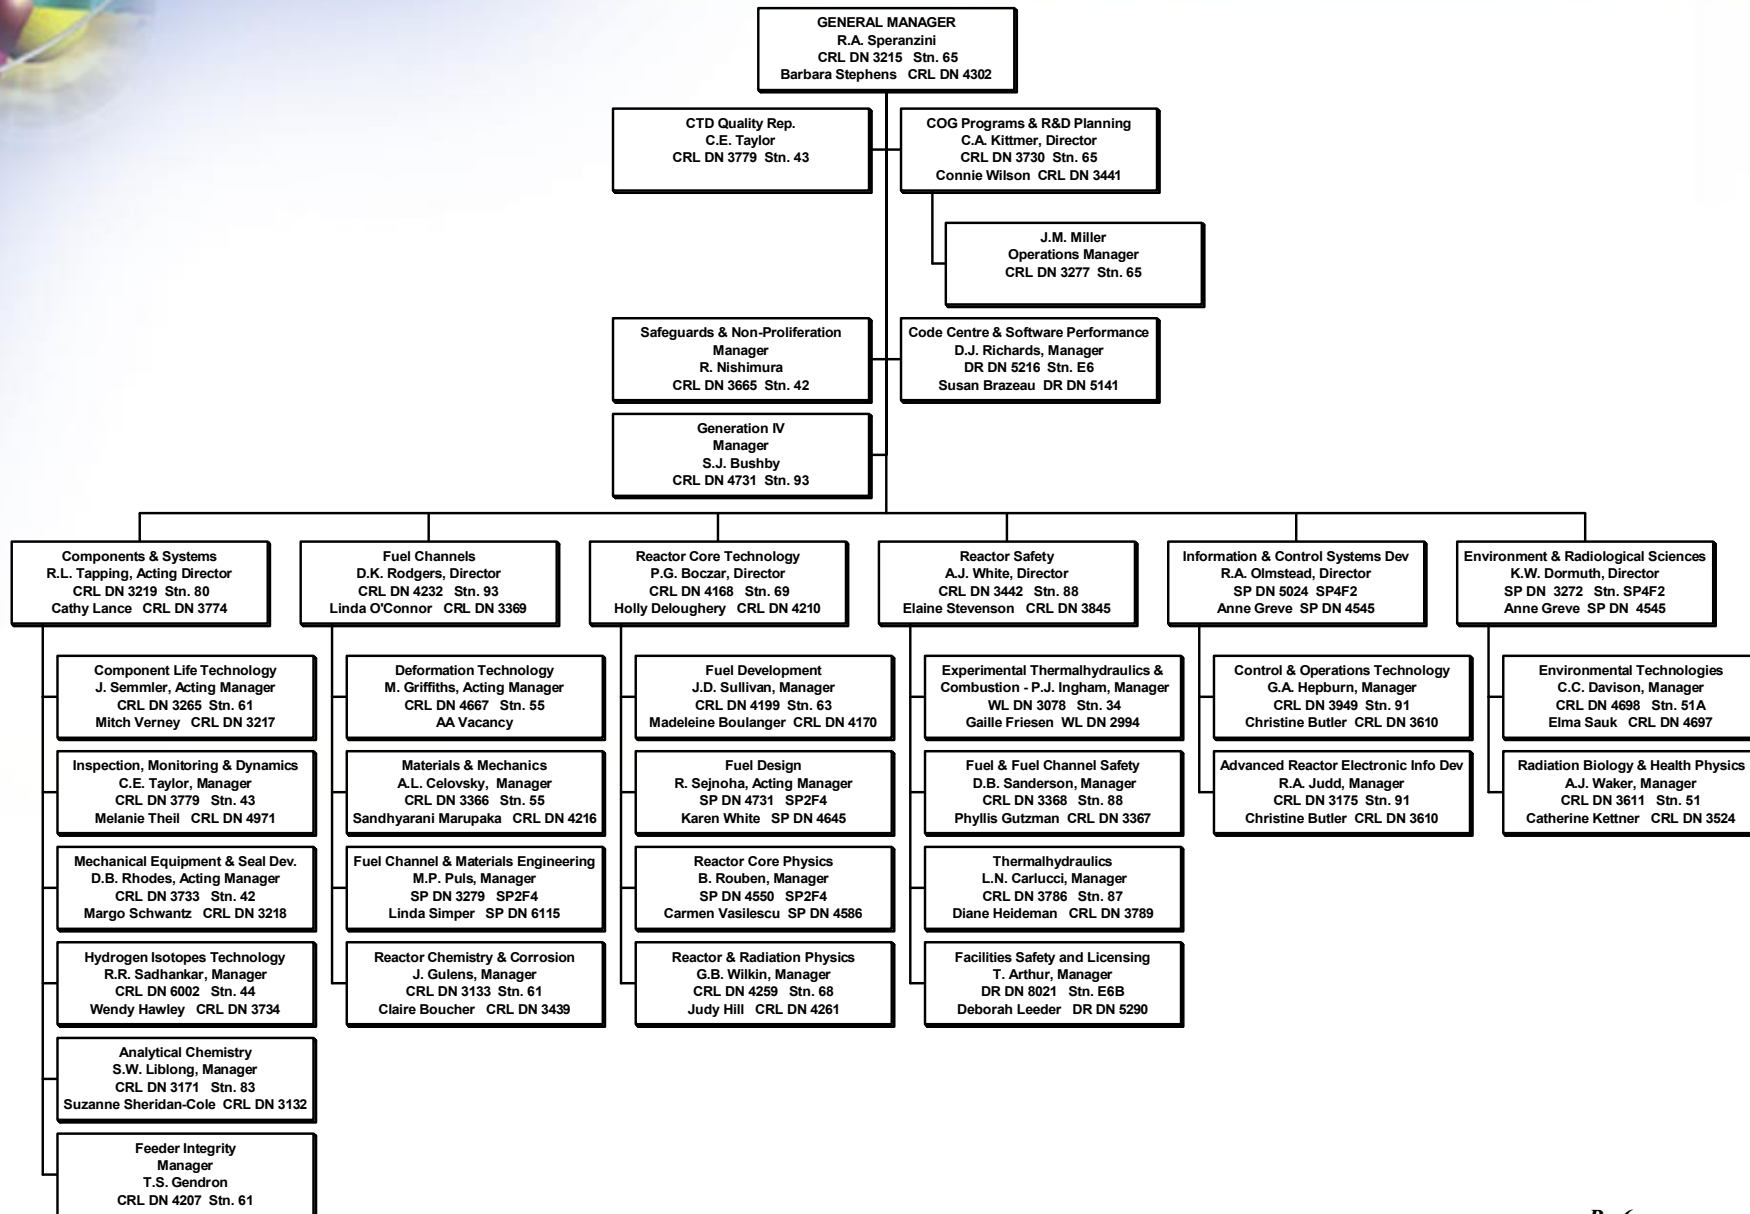 GENERAL MANAGER
R.A. Speranzini
CRL DN 3215 Stn. 65
Barbara Stephens CRL DN 4302
CTD Quality Rep.
C.E. Taylor
CRL DN 3779 Stn. 43
COG Programs & R&D Planning
C.A. Kittmer, Director
CRL DN 3730 Stn. 65
Connie Wilson CRL DN 3441
J.M. Miller
Operations Manager
CRL DN 3277 Stn. 65
Safeguards & Non-Proliferation
Manager
R. Nishimura
CRL DN 3665 Stn. 42
Code Centre & Software Performance
D.J. Richards, Manager
DR DN 5216 Stn. E6
Susan Brazeau DR DN 5141
Generation IV
Manager
S.J. Bushby
CRL DN 4731 Stn. 93
Components & Systems
R.L. Tapping, Acting Director
CRL DN 3219 Stn. 80
Cathy Lance CRL DN 3774
Component Life Technology
J. Semmler, Acting Manager
CRL DN 3265 Stn. 61
Mitch Verney CRL DN 3217
Inspection, Monitoring & Dynamics
C.E. Taylor, Manager
CRL DN 3779 Stn. 43
Melanie Theil CRL DN 4971
Mechanical Equipment & Seal Dev.
D.B. Rhodes, Acting Manager
CRL DN 3733 Stn. 42
Margo Schwantz CRL DN 3218
Hydrogen Isotopes Technology
R.R. Sadhankar, Manager
CRL DN 6002 Stn. 44
Wendy Hawley CRL DN 3734
Analytical Chemistry
S.W. Liblong, Manager
CRL DN 3171 Stn. 83
Suzanne Sheridan-Cole CRL DN 3132
Feeder Integrity
Manager
T.S. Gendron
CRL DN 4207 Stn. 61
Fuel Channels
D.K. Rodgers, Director
CRL DN 4232 Stn. 93
Linda O'Connor CRL DN 3369
Deformation Technology
M. Griffiths, Acting Manager
CRL DN 4667 Stn. 55
AA Vacancy
Materials & Mechanics
A.L. Celovsky, Manager
CRL DN 3366 Stn. 55
Sandhyarani Marupaka CRL DN 4216
Fuel Channel & Materials Engineering
M.P. Puls, Manager
SP DN 3279 SP2F4
Linda Simper SP DN 6115
Reactor Chemistry & Corrosion
J. Gulens, Manager
CRL DN 3133 Stn. 61
Claire Boucher CRL DN 3439
Reactor Core Technology
P.G. Boczar, Director
CRL DN 4168 Stn. 69
Holly Deloughery CRL DN 4210
Fuel Development
J.D. Sullivan, Manager
CRL DN 4199 Stn. 63
Madeleine Boulanger CRL DN 4170
Fuel Design
R. Sejnoha, Acting Manager
SP DN 4731 SP2F4
Karen White SP DN 4645
Reactor Core Physics
B. Rouben, Manager
SP DN 4550 SP2F4
Carmen Vasilescu SP DN 4586
Reactor & Radiation Physics
G.B. Wilkin, Manager
CRL DN 4259 Stn. 68
Judy Hill CRL DN 4261
Reactor Safety
A.J. White, Director
CRL DN 3442 Stn. 88
Elaine Stevenson CRL DN 3845
Experimental Thermalhydraulics &
Combustion - P.J. Ingham, Manager
WL DN 3078 Stn. 34
Gaille Friesen WL DN 2994
Fuel & Fuel Channel Safety
D.B. Sanderson, Manager
CRL DN 3368 Stn. 88
Phyllis Gutzman CRL DN 3367
Thermalhydraulics
L.N. Carlucci, Manager
CRL DN 3786 Stn. 87
Diane Heideman CRL DN 3789
Facilities Safety and Licensing
T. Arthur, Manager
DR DN 8021 Stn. E6B
Deborah Leeder DR DN 5290
Information & Control Systems Dev
R.A. Olmstead, Director
SP DN 5024 SP4F2
Anne Greve SP DN 4545
Control & Operations Technology
G.A. Hepburn, Manager
CRL DN 3949 Stn. 91
Christine Butler CRL DN 3610
Advanced Reactor Electronic Info Dev
R.A. Judd, Manager
CRL DN 3175 Stn. 91
Christine Butler CRL DN 3610
Environment & Radiological Sciences
K.W. Dormuth, Director
SP DN 3272 Stn. SP4F2
Anne Greve SP DN 4545
Environmental Technologies
C.C. Davison, Manager
CRL DN 4698 Stn. 51A
Elma Sauk CRL DN 4697
Radiation Biology & Health Physics
A.J. Waker, Manager
CRL DN 3611 Stn. 51
Catherine Kettner CRL DN 3524